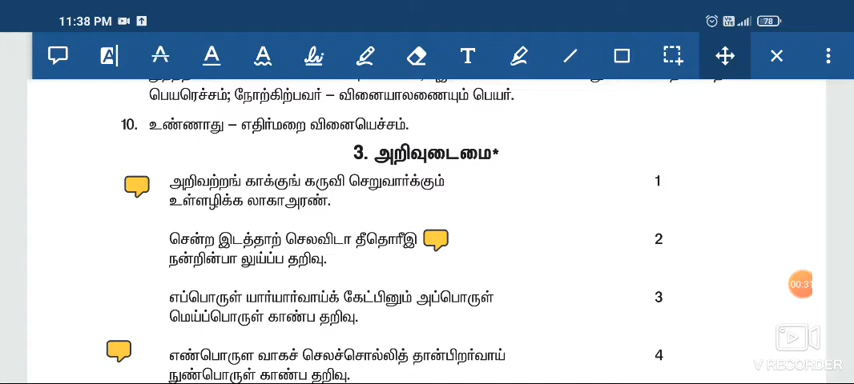 11:38 PM
78
T
பெயரெச்சம்; நோற்கிற்பவர் – வினையாலணையும் பெயர்.
10. உண்ணாது – எதிர்மறை வினையெச்சம்.
3. அறிவுடைமை*
அறிவற்றங் காக்குங் கருவி செறுவார்க்கும் 1
உள்ளழிக்க லாகாஅரண்.
சென்ற இடத்தாற் செலவிடா தீதொரீஇ 2
நன்றின்பா லுய்ப்ப தறிவு.
00:37
எப்பொருள் யார்யார்வாய்க் கேட்பினும் அப்பொருள் 3
மெய்ப்பொருள் காண்ப தறிவு.
V RECORDER
எண்பொருள வாகச் செலச்சொல்லித் தான்பிறர்வாய் 4
நுண்பொருள் காண்ப தறிவு.